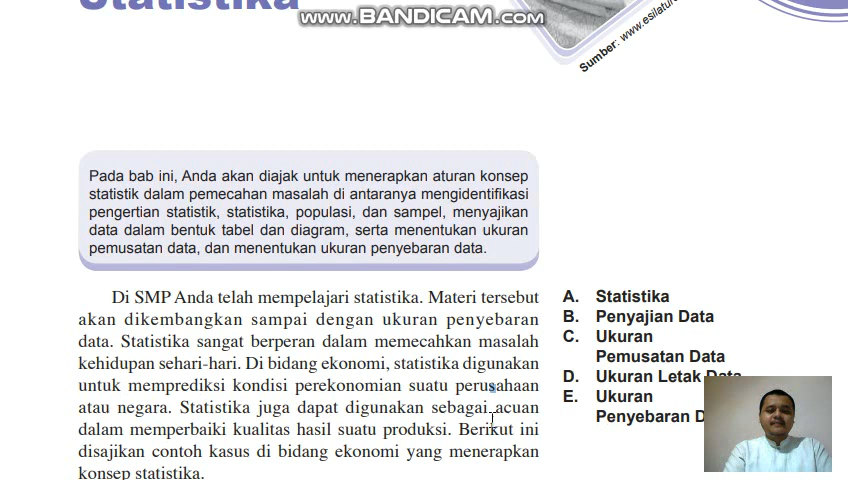 Statistika
www.BANDICAM.com
Sumber: www.esilatur
Pada bab ini, Anda akan diajak untuk menerapkan aturan konsep
statistik dalam pemecahan masalah di antaranya mengidentifikasi
pengertian statistik, statistika, populasi, dan sampel, menyajikan
data dalam bentuk tabel dan diagram, serta menentukan ukuran
pemusatan data, dan menentukan ukuran penyebaran data.
Di SMP Anda telah mempelajari statistika. Materi tersebut
akan dikembangkan sampai dengan ukuran penyebaran
data. Statistika sangat berperan dalam memecahkan masalah
kehidupan sehari-hari. Di bidang ekonomi, statistika digunakan
untuk memprediksi kondisi perekonomian suatu perusahaan
atau negara. Statistika juga dapat digunakan sebagai acuan
dalam memperbaiki kualitas hasil suatu produksi. Berikut ini
disajikan contoh kasus di bidang ekonomi yang menerapkan
konsep statistika.
A. Statistika
B. Penyajian Data
C. Ukuran
Pemusatan Data
D. Ukuran Letak Data
E. Ukuran
Penyebaran D